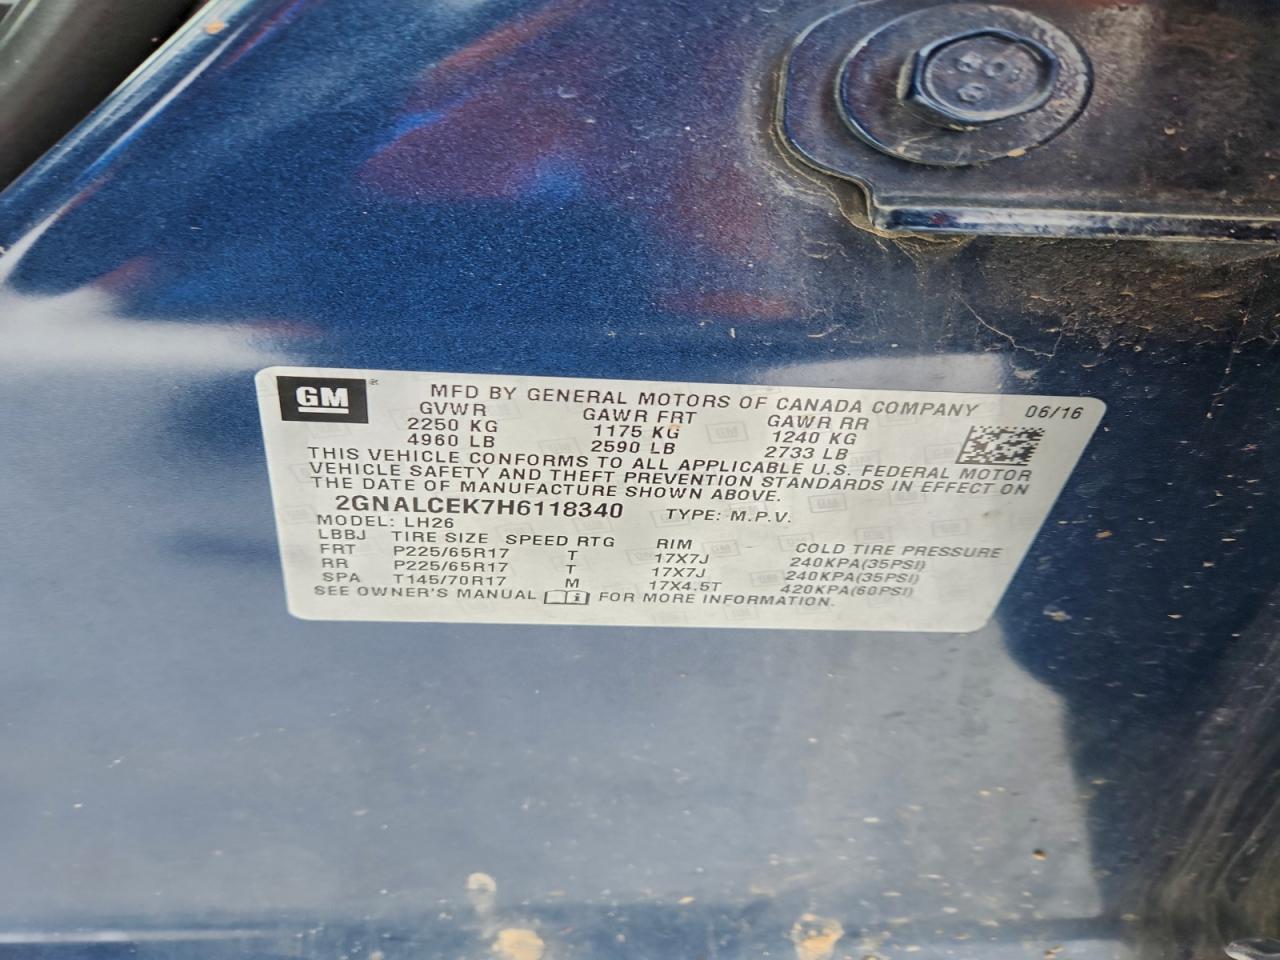 GM
MFD BY GENERAL MOTORS OF CANADA COMPANY 06/16
GVWR GAWR FRT GAWR RR
2250 KG 1175 KG 1240 KG
4960 LB 2590 LB 2733 LB
THIS VEHICLE CONFORMS TO ALL APPLICABLE U.S. FEDERAL MOTOR
VEHICLE SAFETY AND THEFT PREVENTION STANDARDS IN EFFECT ON
THE DATE OF MANUFACTURE SHOWN ABOVE.
2GNALCEK7H6118340 TYPE: M.P.V.
MODEL: LH26
LBBJ TIRE SIZE SPEED RTG RIM COLD TIRE PRESSURE
FRT P225/65R17 T 17X7J 240KPA(35PSI)
RR P225/65R17 T 17X7J 240KPA(35PSI)
SPA T145/70R17 M 17X4.5T 420KPA(60PSI)
SEE OWNER'S MANUAL FOR MORE INFORMATION.